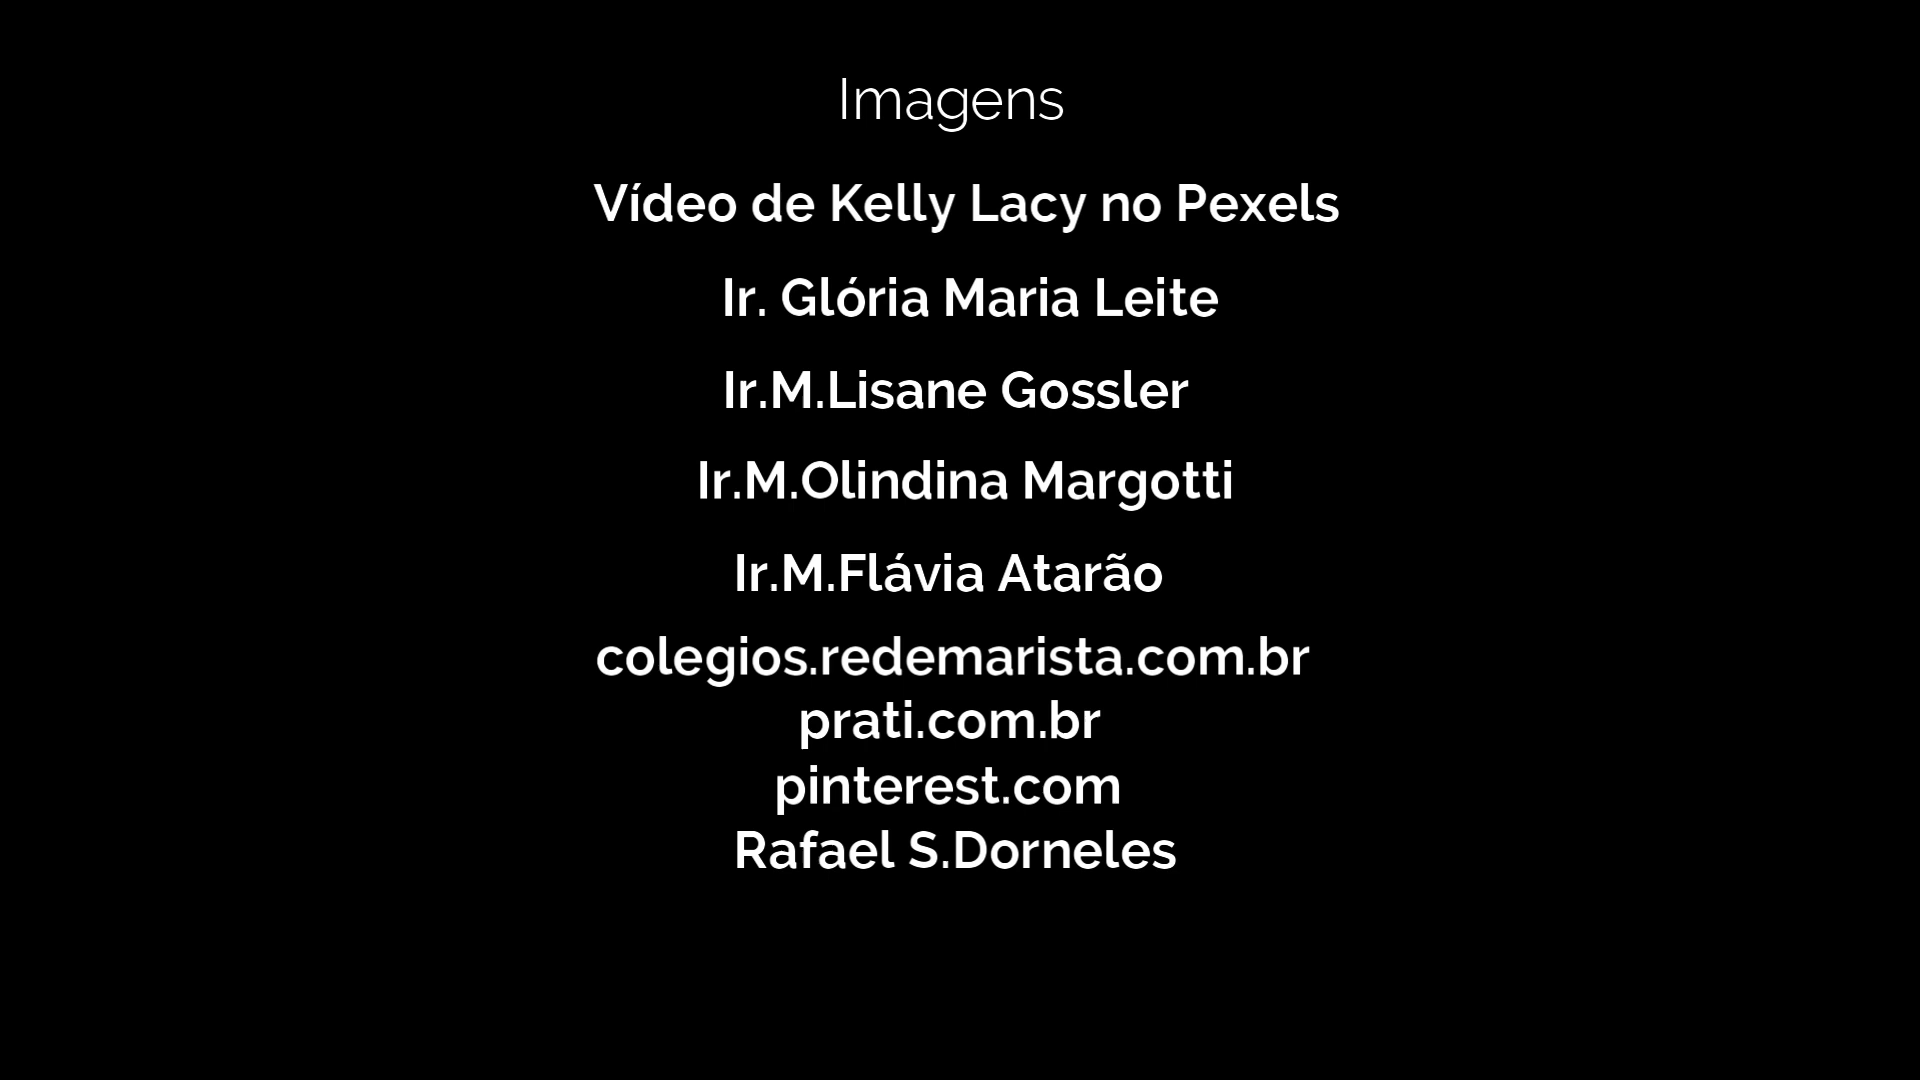 Imagens
Vídeo de Kelly Lacy no Pexels
Ir. Glória Maria Leite
Ir.M.Lisane Gossler
Ir.M.Olindina Margotti
Ir.M.Flávia Atarão
colegios.redemarista.com.br
prati.com.br
pinterest.com
Rafael S.Dorneles